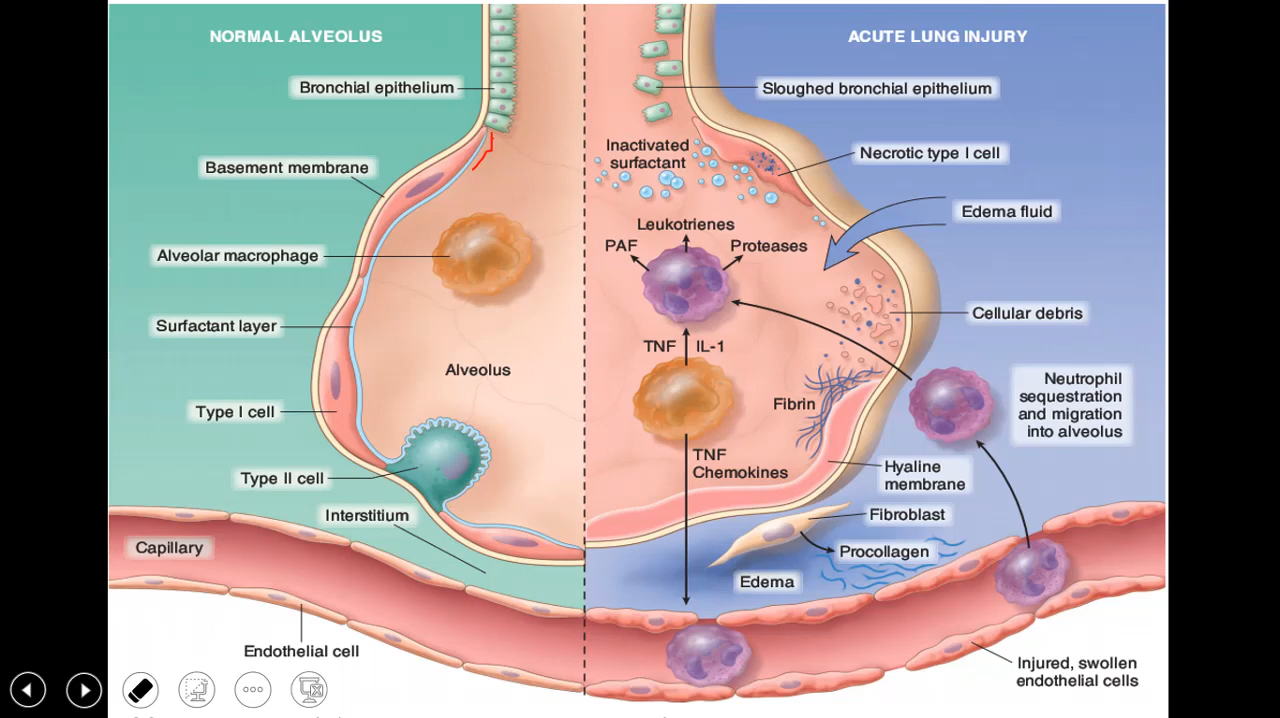 NORMAL ALVEOLUS
Bronchial epithelium
Basement membrane
Alveolar macrophage
Surfactant layer
Alveolus
Type I cell
Type II cell
Interstitium
Capillary
Endothelial cell
ACUTE LUNG INJURY
Sloughed bronchial epithelium
Inactivated
surfactant
Necrotic type I cell
Edema fluid
Leukotrienes
PAF
Proteases
Cellular debris
TNF
IL-1
Neutrophil
sequestration
and migration
into alveolus
Fibrin
TNF
Chemokines
Hyaline
membrane
Fibroblast
Procollagen
Edema
Injured, swollen
endothelial cells